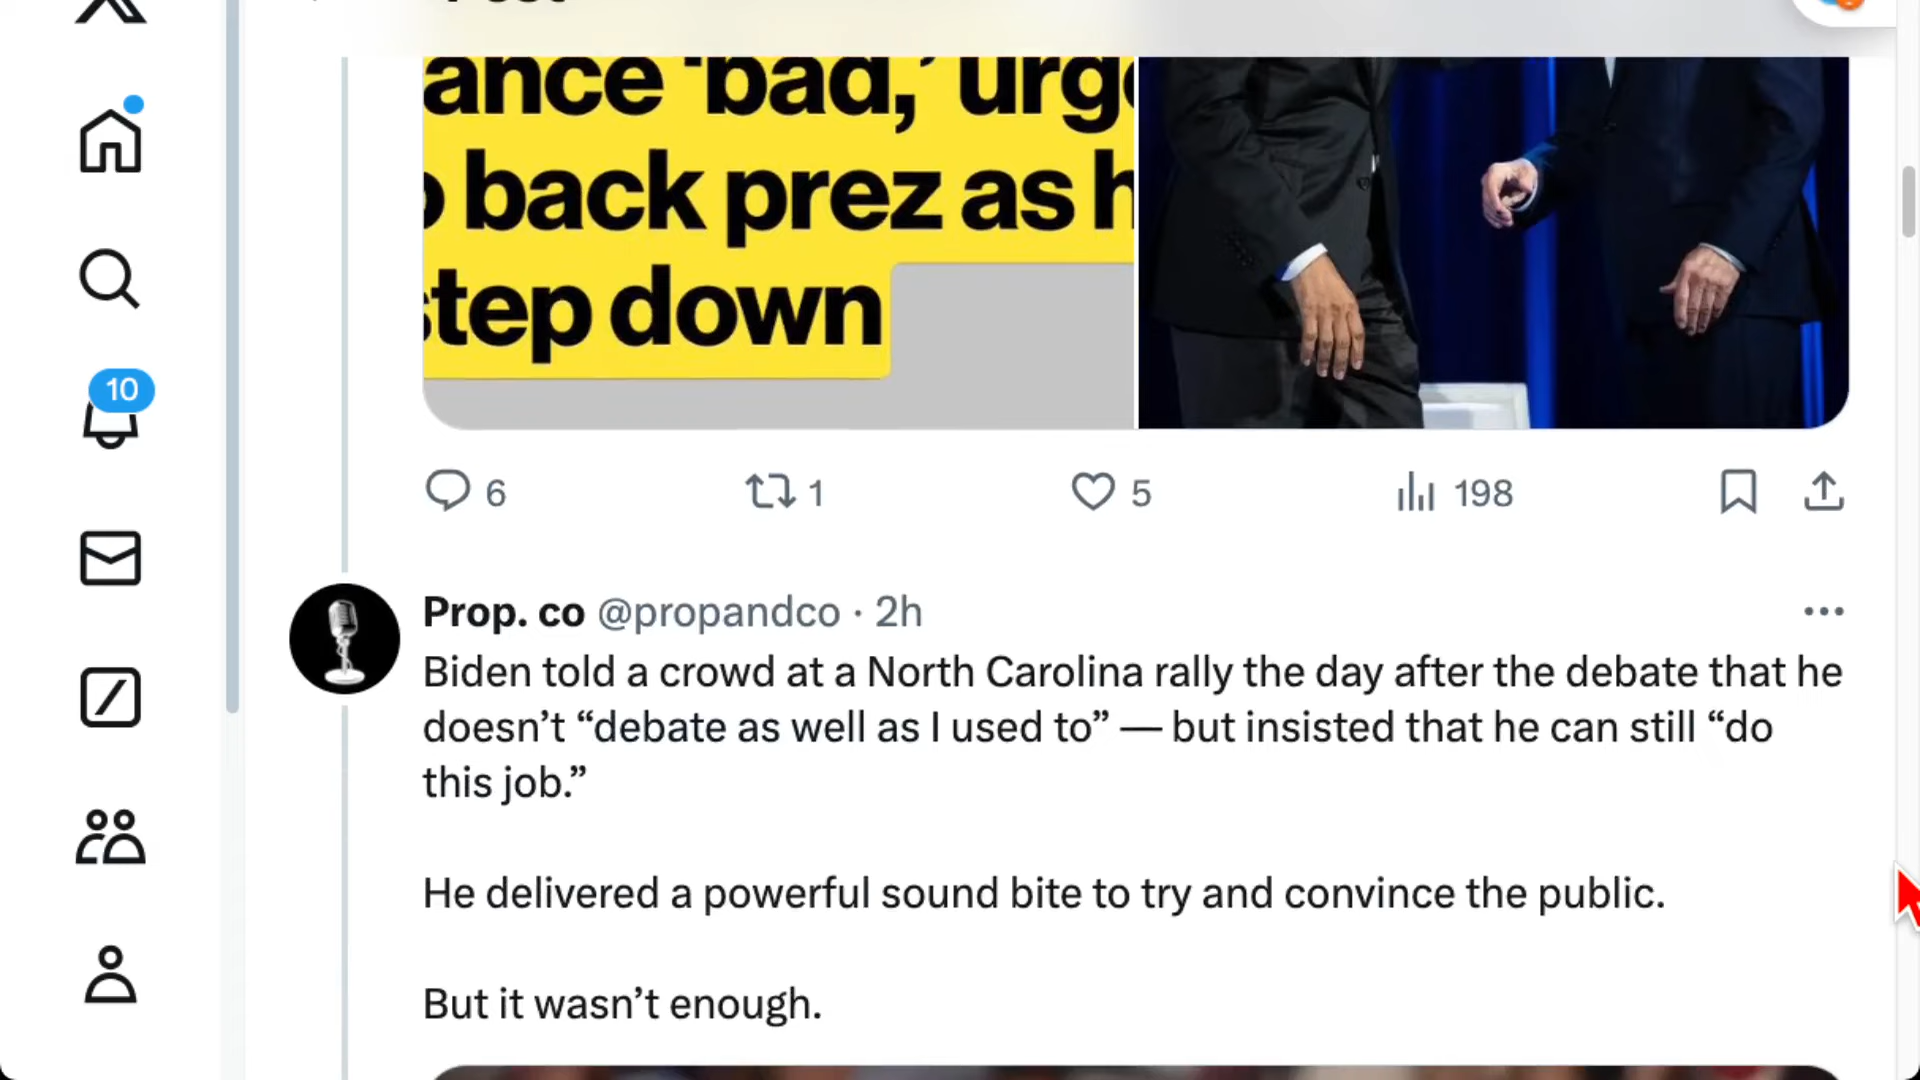 Post
ance 'bad,' urg
back prez as h
step down
6
1
5
198
10
Prop. co @propandco · 2h
Biden told a crowd at a North Carolina rally the day after the debate that he
doesn’t “debate as well as I used to” — but insisted that he can still “do
this job.”
He delivered a powerful sound bite to try and convince the public.
But it wasn’t enough.